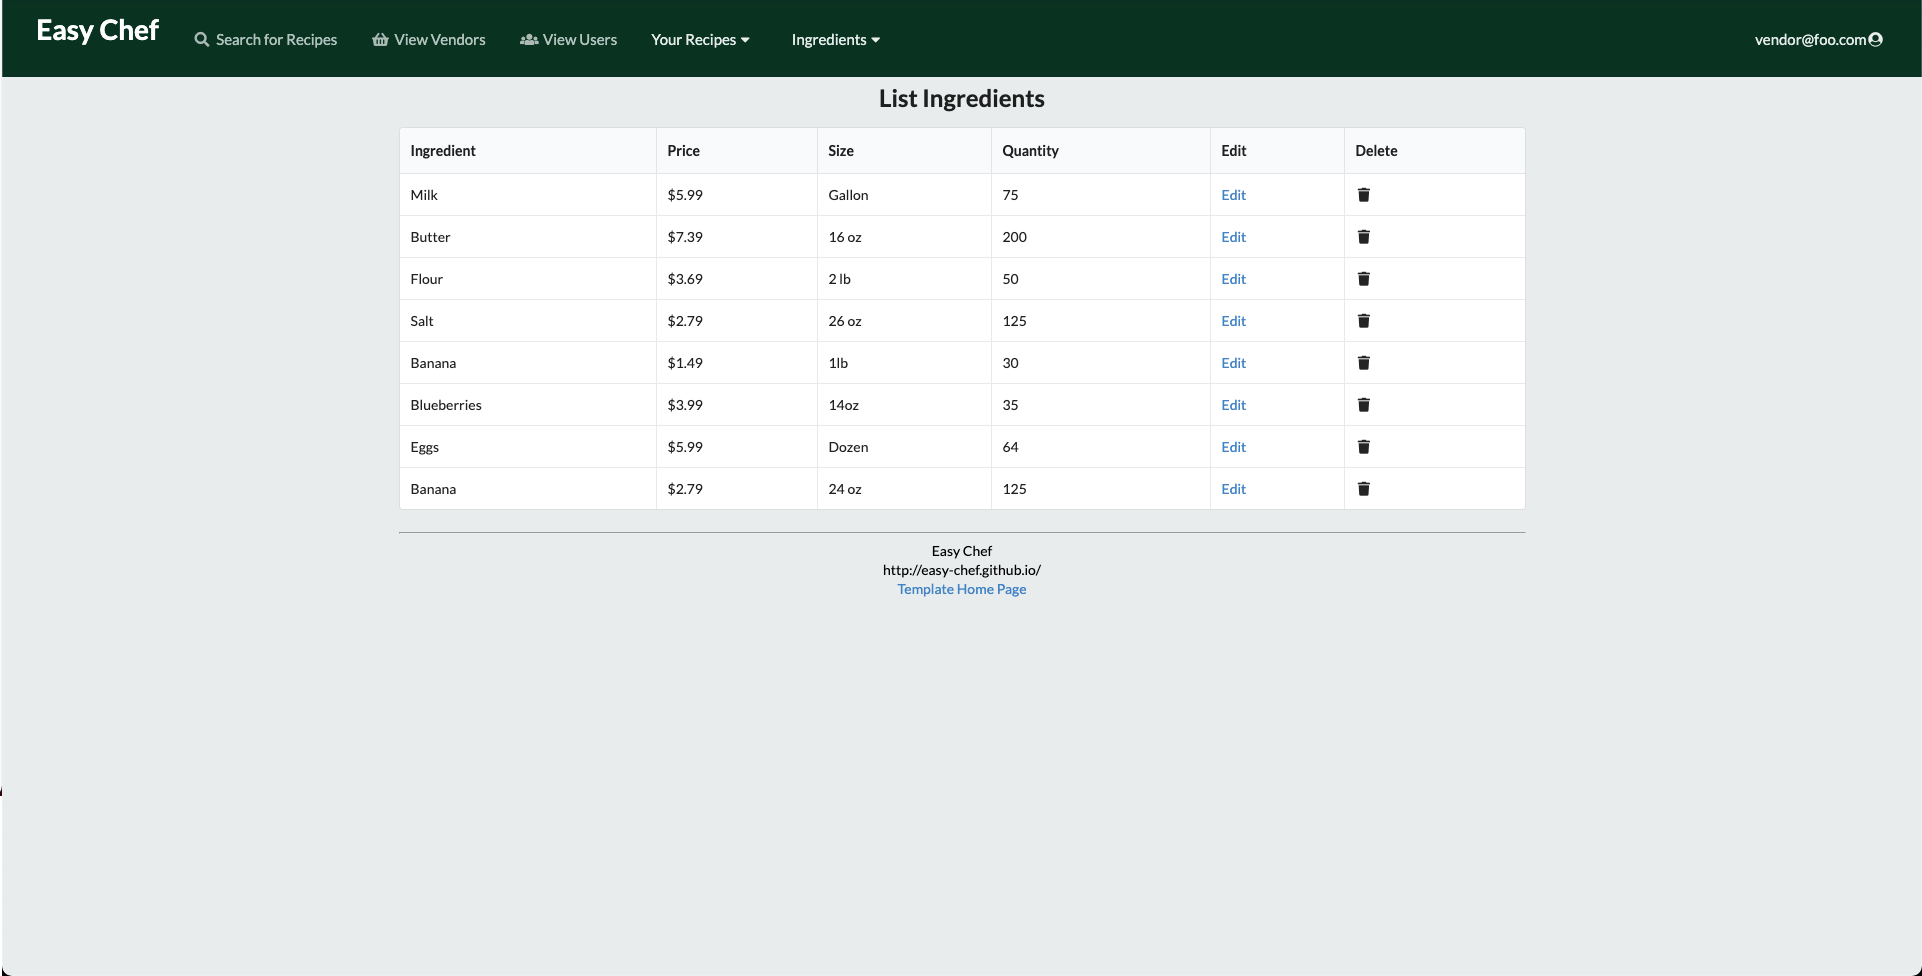 Easy Chef Search for Recipes View Vendors View Users Your Recipes Ingredients vendor@foo.com
List Ingredients
Ingredient Price Size Quantity Edit Delete
Milk $5.99 Gallon 75 Edit
Butter $7.39 16 oz 200 Edit
Flour $3.69 2 lb 50 Edit
Salt $2.79 26 oz 125 Edit
Banana $1.49 1lb 30 Edit
Blueberries $3.99 14oz 35 Edit
Eggs $5.99 Dozen 64 Edit
Banana $2.79 24 oz 125 Edit
Easy Chef
http://easy-chef.github.io/
Template Home Page